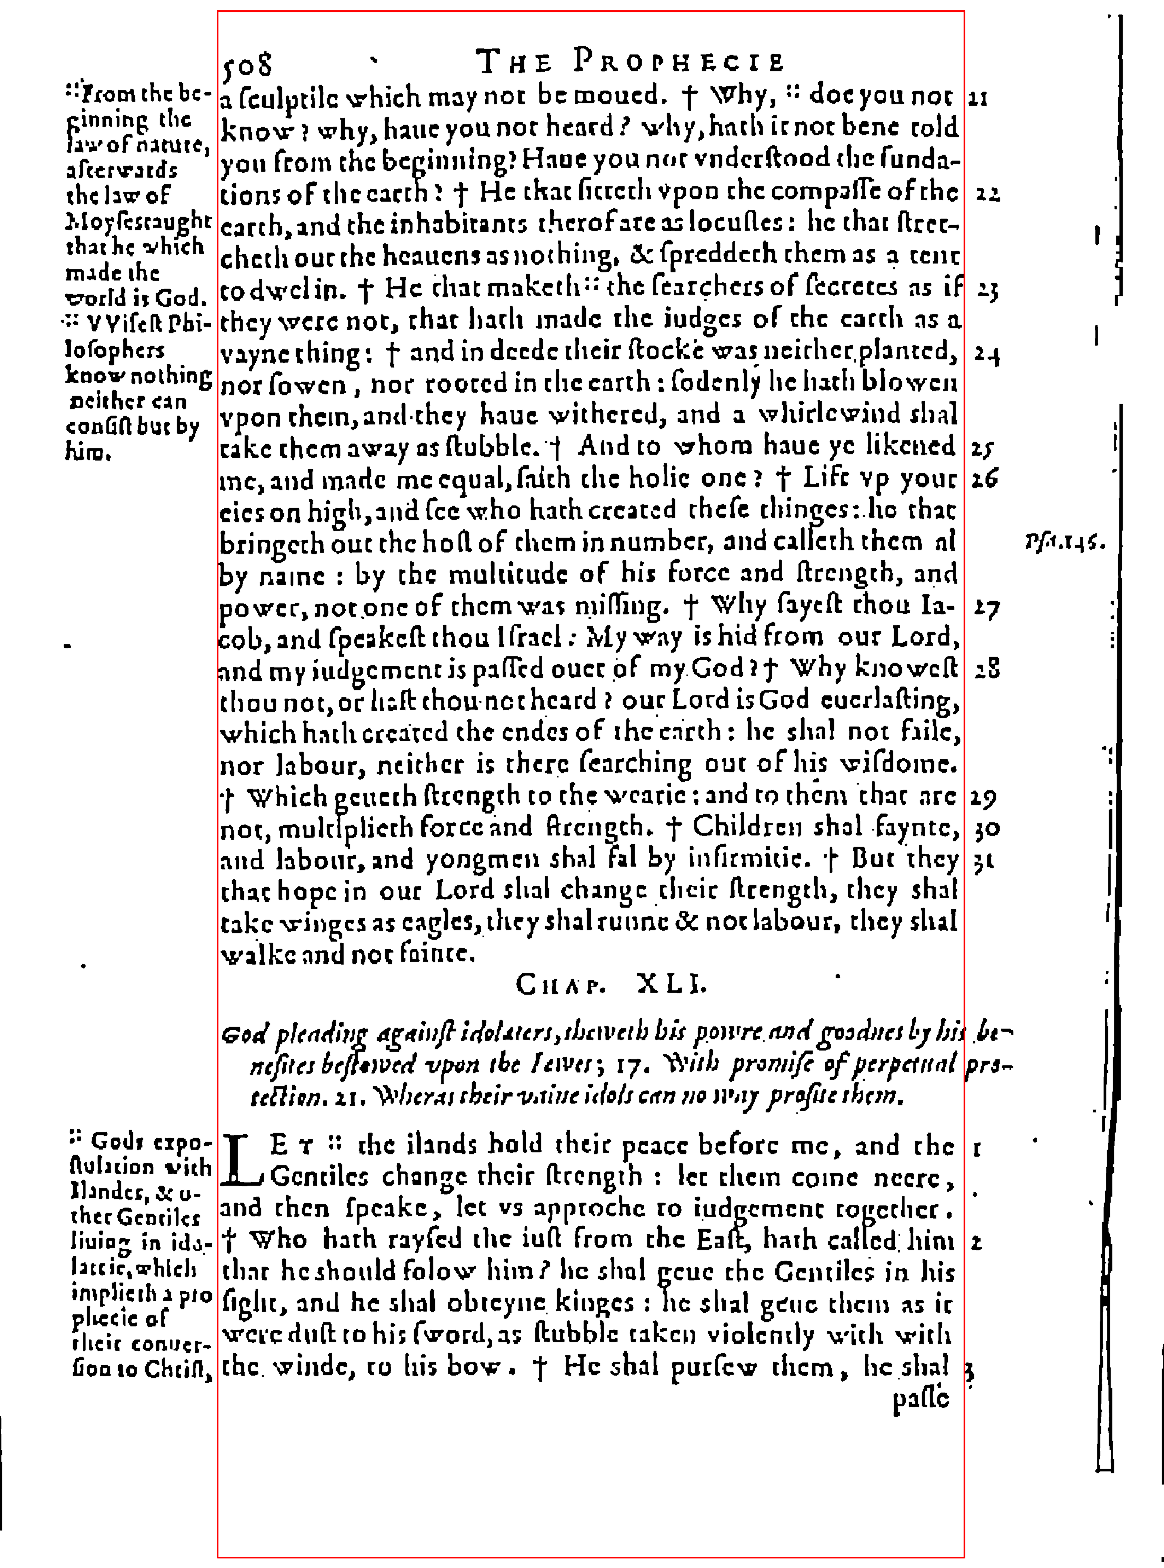 508 THE PROPHECIE
a ſculptile which may not be moued. † Why, :: doe you not 21
know? why, haue you not heard? why, hath it not bene told
you from the beginning? Haue you not vnderſtood the funda-
tions of the earth? † He that ſitteth vpon the compaſſe of the 22
earth, and the inhabitants therof are as locuſtes: he that ſtret-
cheth out the heauens as nothing, & ſpreddeth them as a tent
to dwel in. † He that maketh :: the ſearchers of ſecretes as if 23
they were not, that hath made the iudges of the earth as a
vayne thing: † and in deede their ſtocke was neither planted, 24
nor ſowen, nor rooted in the earth: ſodenly he hath blowen
vpon them, and they haue withered, and a whirlewind shal
take them away as ſtubble. † And to whom haue ye likened 25
me, and made me equal, ſaith the holie one? † Lift vp your 26
eies on high, and ſee who hath created theſe thinges: he that
bringeth out the hoſt of them in number, and calleth them al
by name: by the multitude of his force and ſtrength, and
power, not one of them was miſſing. † Why ſayeſt thou Ia- 27
cob, and ſpeakeſt thou Iſrael: My way is hid from our Lord,
and my iudgement is paſſed ouer of my God? † Why knoweſt 28
thou not, or haſt thou not heard? our Lord is God euerlaſting,
which hath created the endes of the earth: he shal not faile,
nor labour, neither is there ſearching out of his wiſdome.
† Which geueth ſtrength to the wearie: and to them that are 29
not, multiplieth force and ſtrength. † Children shal faynte, 30
and labour, and yongmen shal fal by infirmitie. † But they 31
that hope in our Lord shal change their ſtrength, they shal
take winges as eagles, they shal runne & not labour, they shal
walke and not fainte.
::From the be-
ginning the
law of nature,
afterwards
the law of
Moyſes taught
that he which
made the
world is God.
:: VViſeſt Phi-
loſophers
know nothing
neither can
conſiſt but by
him.
Pſa.146.
CHAP. XLI.
God pleading againſt idolaters, sheweth his powre and goodnes by his be-
nefites beſtowed vpon the Iewes; 17. With promiſe of perpetual pro-
tection. 21. Wheras their vaine idols can no way profite them.
LET :: the ilands hold their peace before me, and the 1
Gentiles change their ſtrength: let them come neere,
and then ſpeake, let vs approche to iudgement together.
† Who hath rayſed the iuſt from the Eaſt, hath called him 2
that he should folow him? he shal geue the Gentiles in his
ſight, and he shal obteyne kinges: he shal geue them as it
were duſt to his ſword, as ſtubble taken violently with with
the winde, to his bow. † He shal purſew them, he shal 3
paſſe
:: Gods expo-
ſtulation with
Ilandes, & o-
ther Gentiles
liuing in ido-
latrie, which
implieth a pro
phecie of
their conuer-
ſion to Chriſt,